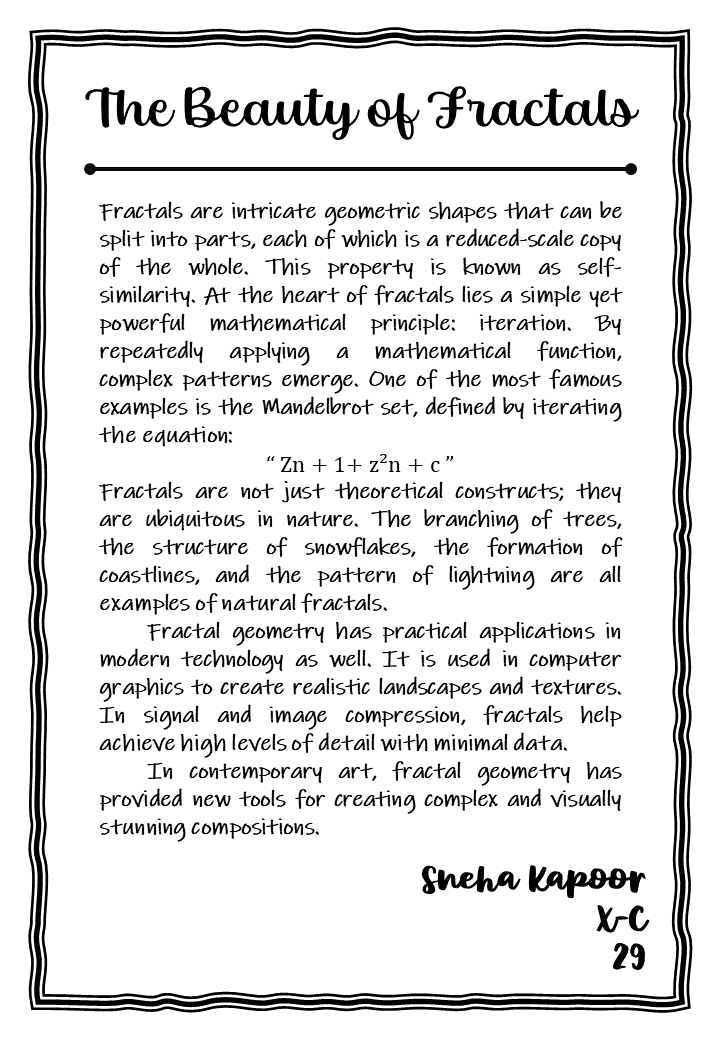 The Beauty of Fractals
Fractals are intricate geometric shapes that can be
split into parts, each of which is a reduced-scale copy
of the whole. This property is known as self-
similarity. At the heart of fractals lies a simple yet
powerful mathematical principle: iteration. By
repeatedly applying a mathematical function,
complex patterns emerge. One of the most famous
examples is the Mandelbrot set, defined by iterating
the equation:
“ Zn + 1+ z²n + c ”
Fractals are not just theoretical constructs; they
are ubiquitous in nature. The branching of trees,
the structure of snowflakes, the formation of
coastlines, and the pattern of lightning are all
examples of natural fractals.
Fractal geometry has practical applications in
modern technology as well. It is used in computer
graphics to create realistic landscapes and textures.
In signal and image compression, fractals help
achieve high levels of detail with minimal data.
In contemporary art, fractal geometry has
provided new tools for creating complex and visually
stunning compositions.
Sneha Kapoor
X-C
29